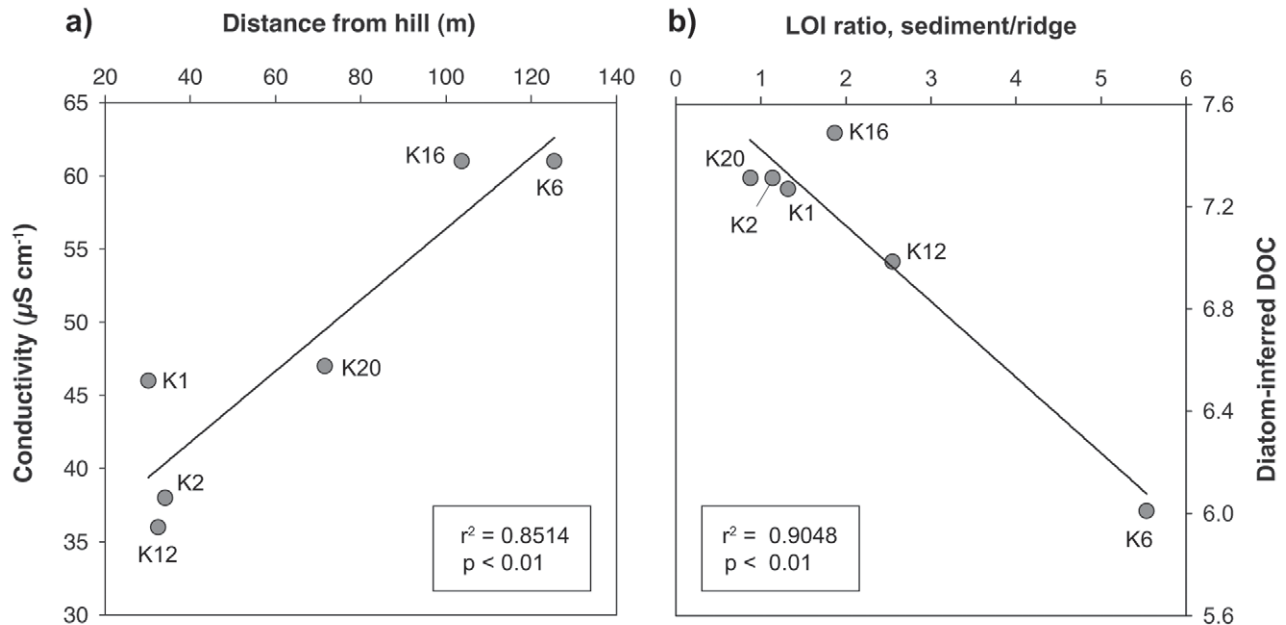 a)
Distance from hill (m)
20 40 60 80 100 120 140
65
60
55
50
45
40
35
30
Conductivity (µS cm⁻¹)
K16
K6
K20
K1
K2
K12
r² = 0.8514
p < 0.01
b)
LOI ratio, sediment/ridge
0 1 2 3 4 5 6
7.6
7.2
6.8
6.4
6.0
5.6
Diatom-inferred DOC
K16
K20
K2
K1
K12
K6
r² = 0.9048
p < 0.01